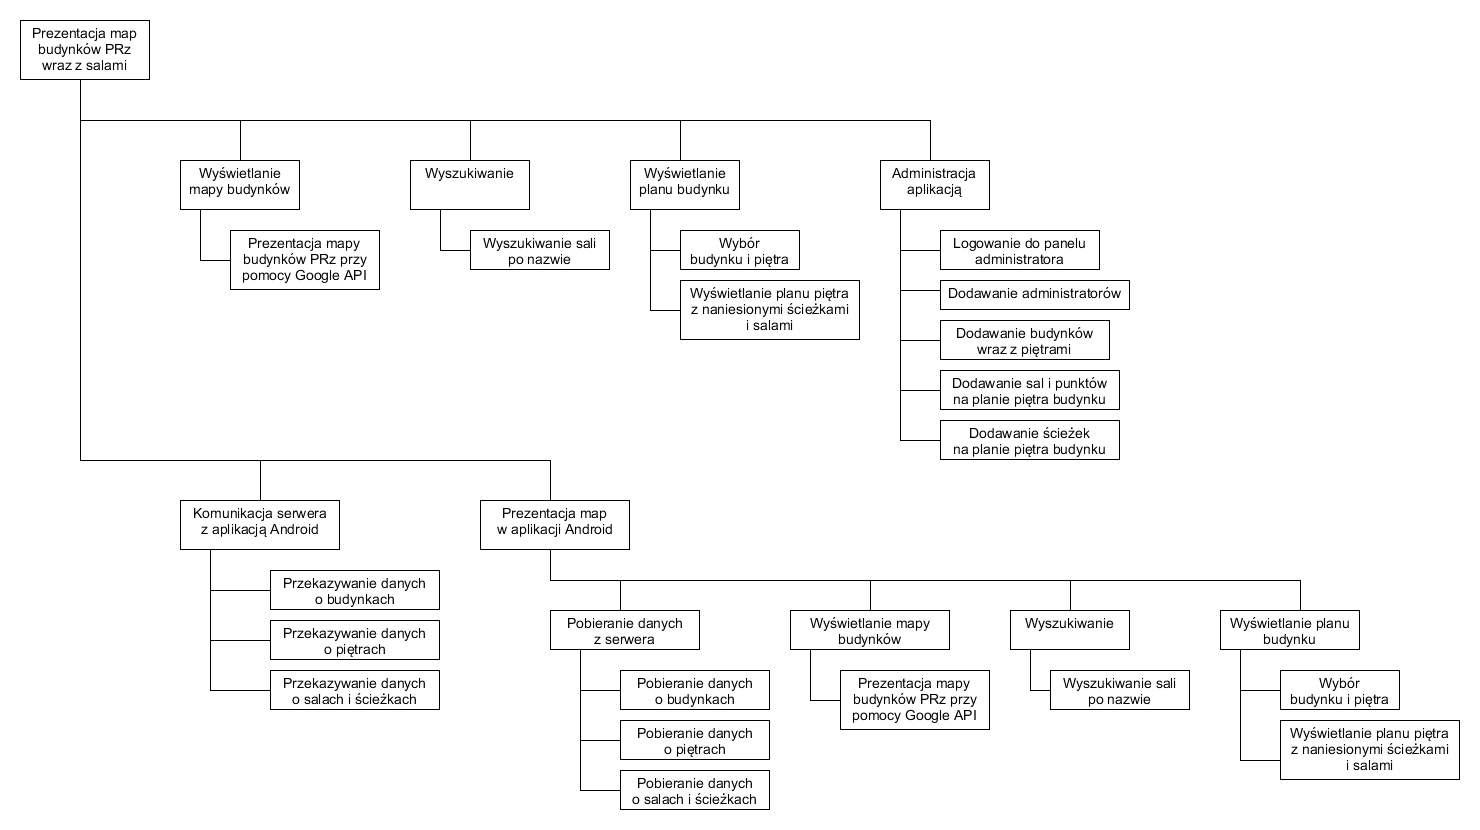 Prezentacja map
budynków PRz
wraz z salami
Wyświetlanie
mapy budynków
Prezentacja mapy
budynków PRz przy
pomocy Google API
Wyszukiwanie
Wyszukiwanie sali
po nazwie
Wyświetlanie
planu budynku
Wybór
budynku i piętra
Wyświetlanie planu piętra
z naniesionymi ścieżkami
i salami
Administracja
aplikacją
Logowanie do panelu
administratora
Dodawanie administratorów
Dodawanie budynków
wraz z piętrami
Dodawanie sal i punktów
na planie piętra budynku
Dodawanie ścieżek
na planie piętra budynku
Komunikacja serwera
z aplikacją Android
Przekazywanie danych
o budynkach
Przekazywanie danych
o piętrach
Przekazywanie danych
o salach i ścieżkach
Prezentacja map
w aplikacji Android
Pobieranie danych
z serwera
Pobieranie danych
o budynkach
Pobieranie danych
o piętrach
Pobieranie danych
o salach i ścieżkach
Wyświetlanie mapy
budynków
Prezentacja mapy
budynków PRz przy
pomocy Google API
Wyszukiwanie
Wyszukiwanie sali
po nazwie
Wyświetlanie planu
budynku
Wybór
budynku i piętra
Wyświetlanie planu piętra
z naniesionymi ścieżkami
i salami